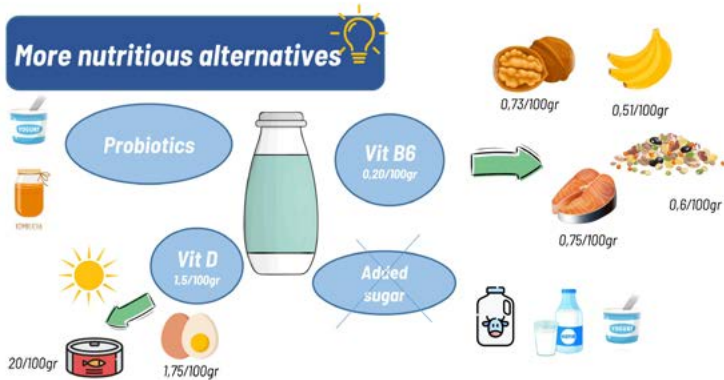 More nutritious alternatives
0,73/100gr
0,51/100gr
YOGURT
Probiotics
Vit B6
0,20/100gr
0,6/100gr
0,75/100gr
Vit D
1,5/100gr
Added
sugar
YOGURT
20/100gr
1,75/100gr